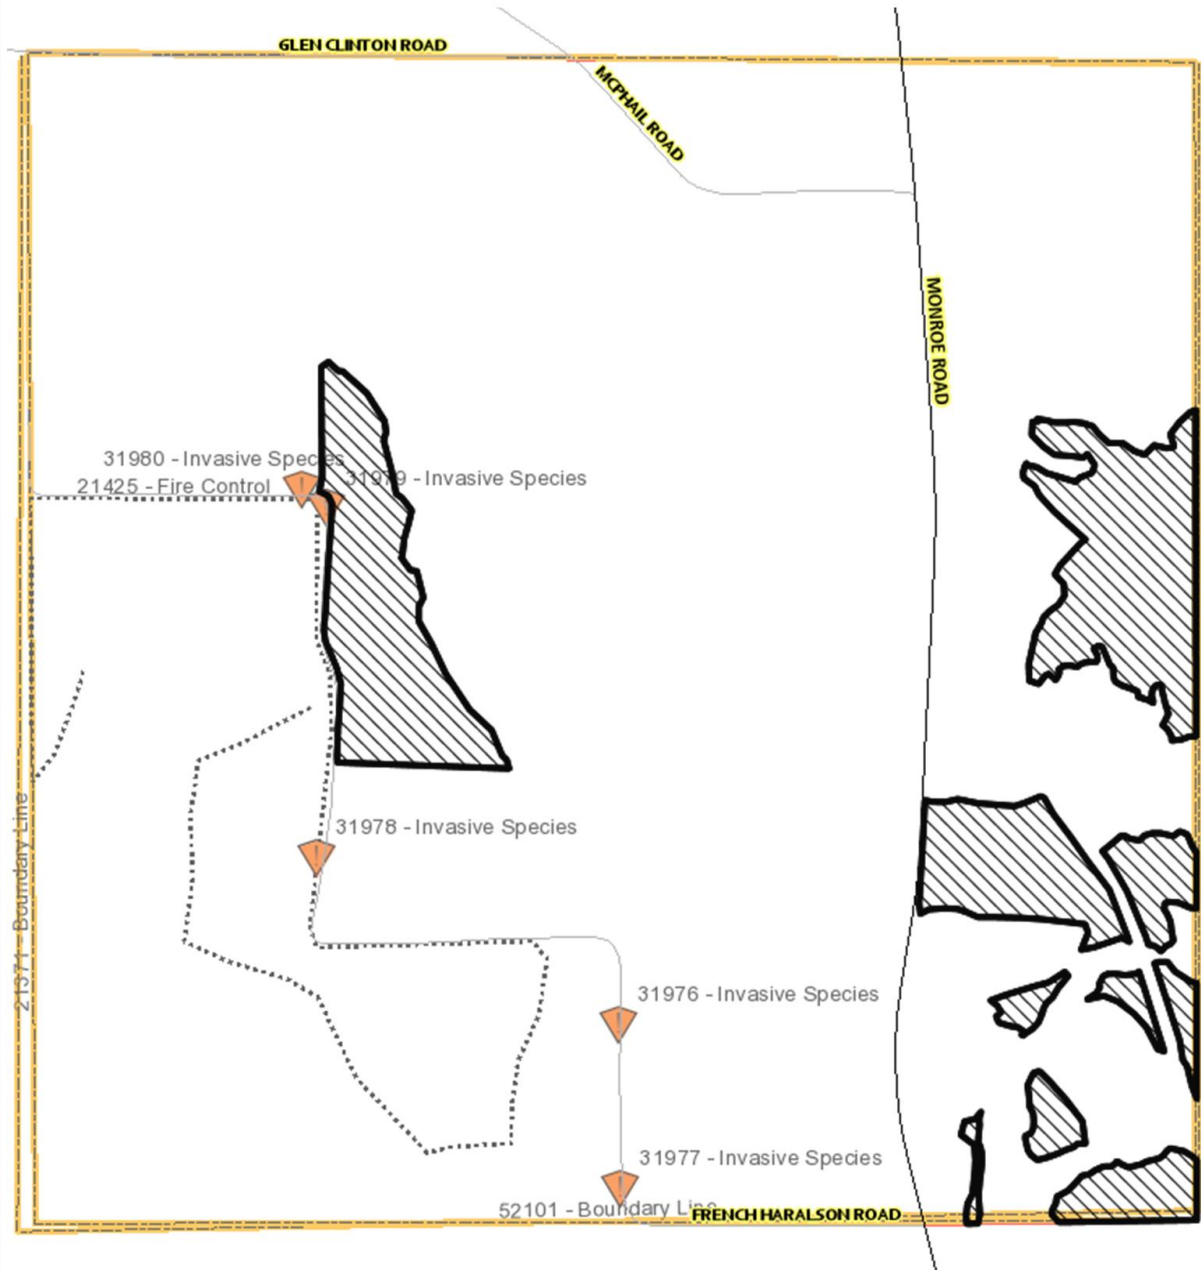 GLEN CLINTON ROAD
MCPHAIL ROAD
MONROE ROAD
31980 - Invasive Species
31979 - Invasive Species
21425 - Fire Control
21371 - Boundary Line
31978 - Invasive Species
31976 - Invasive Species
31977 - Invasive Species
52101 - Boundary Line
FRENCH HARALSON ROAD